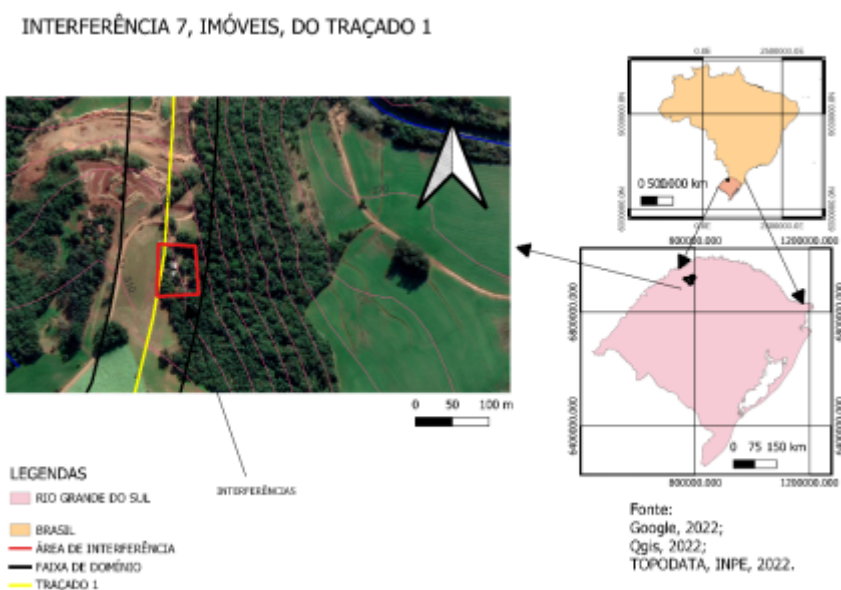 INTERFERÊNCIA 7, IMÓVEIS, DO TRAÇADO 1
0 50 100 m
INTERFERÊNCIAS
LEGENDAS
RIO GRANDE DO SUL
BRASIL
ÁREA DE INTERFERÊNCIA
FAIXA DE DOMÍNIO
TRAÇADO 1
0 75 150 km
800000.000 1200000.000
6800000.000
6400000.000
800000.000 1200000.000
Fonte:
Google, 2022;
Qgis, 2022;
TOPODATA, INPE, 2022.